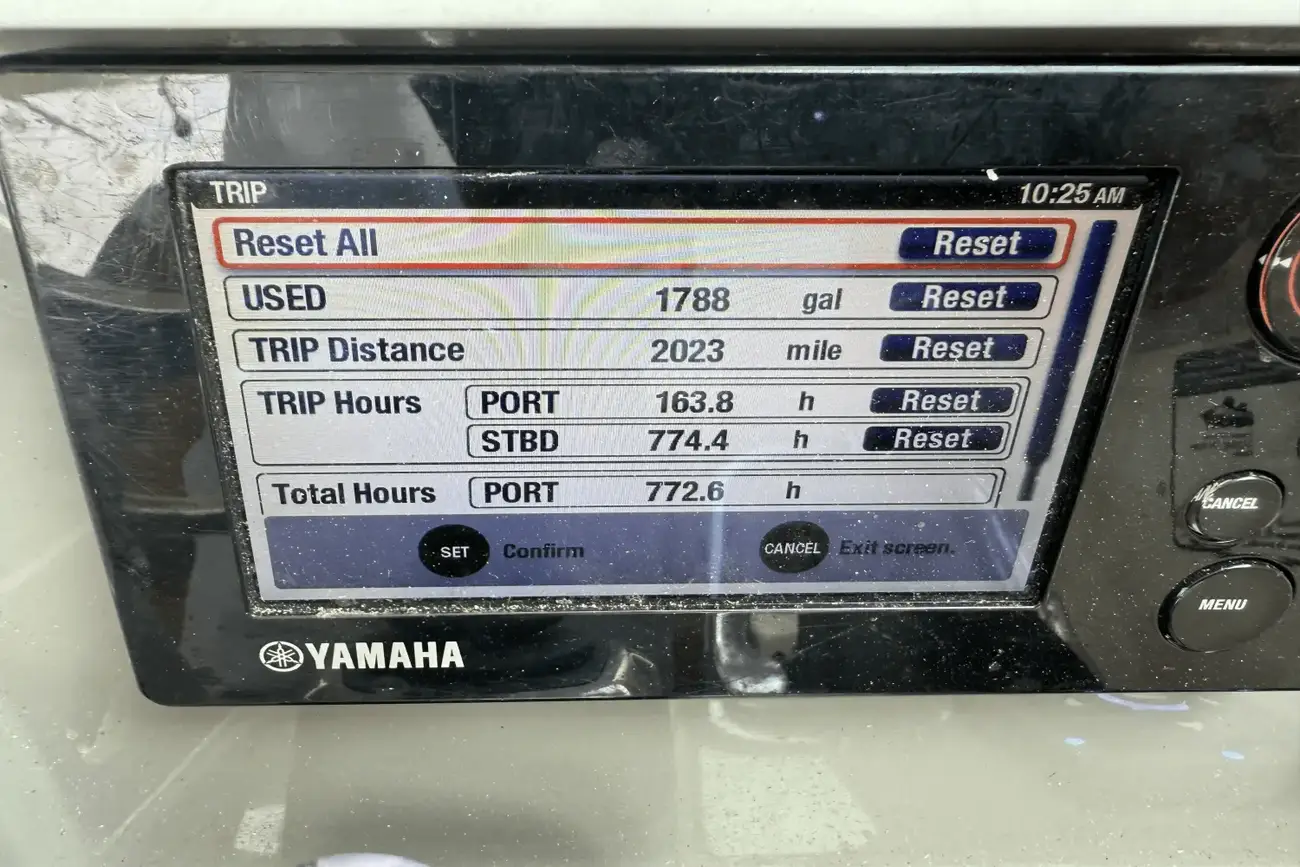 TRIP 10:25 AM
Reset All Reset
USED 1788 gal Reset
TRIP Distance 2023 mile Reset
TRIP Hours PORT 163.8 h Reset
STBD 774.4 h Reset
Total Hours PORT 772.6 h
SET Confirm CANCEL Exit screen.
YAMAHA
CANCEL
MENU